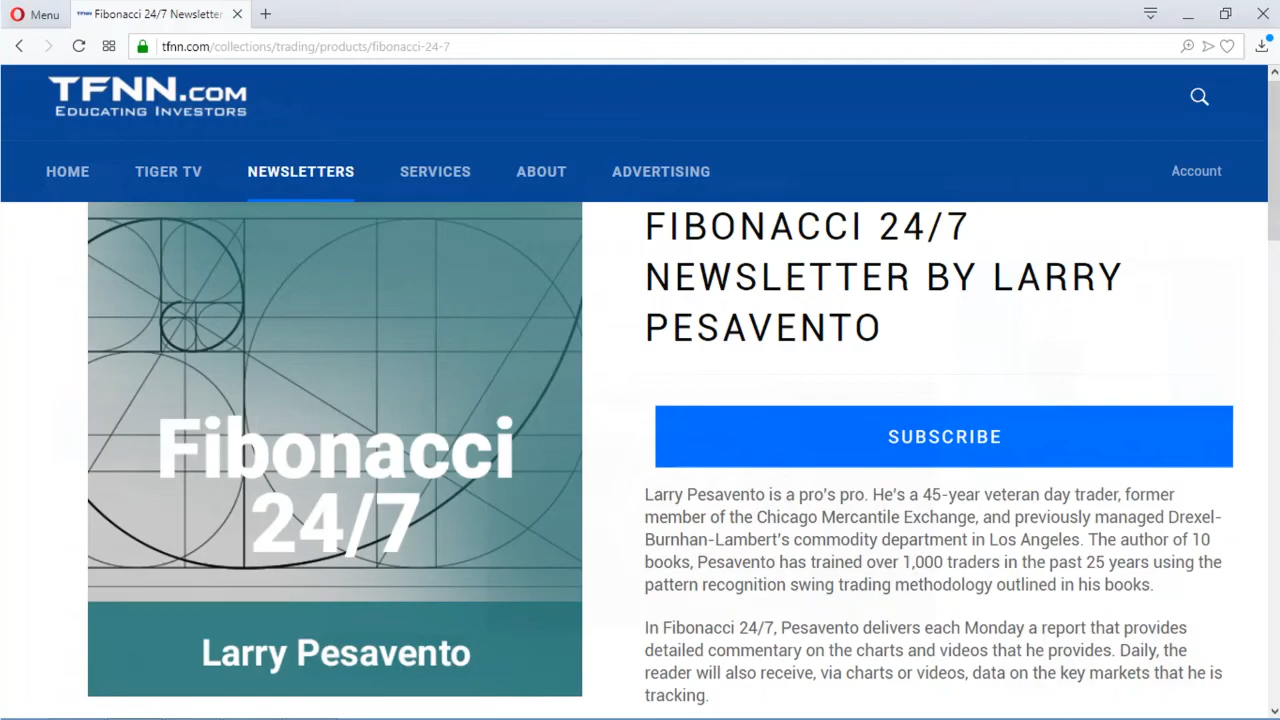 Menu
Fibonacci 24/7 Newsletter
tfnn.com/collections/trading/products/fibonacci-24-7
TFNN.COM
EDUCATING INVESTORS
HOME TIGER TV NEWSLETTERS SERVICES ABOUT ADVERTISING Account
Fibonacci
24/7
Larry Pesavento
FIBONACCI 24/7
NEWSLETTER BY LARRY
PESAVENTO
SUBSCRIBE
Larry Pesavento is a pro's pro. He's a 45-year veteran day trader, former
member of the Chicago Mercantile Exchange, and previously managed Drexel-
Burnhan-Lambert's commodity department in Los Angeles. The author of 10
books, Pesavento has trained over 1,000 traders in the past 25 years using the
pattern recognition swing trading methodology outlined in his books.
In Fibonacci 24/7, Pesavento delivers each Monday a report that provides
detailed commentary on the charts and videos that he provides. Daily, the
reader will also receive, via charts or videos, data on the key markets that he is
tracking.